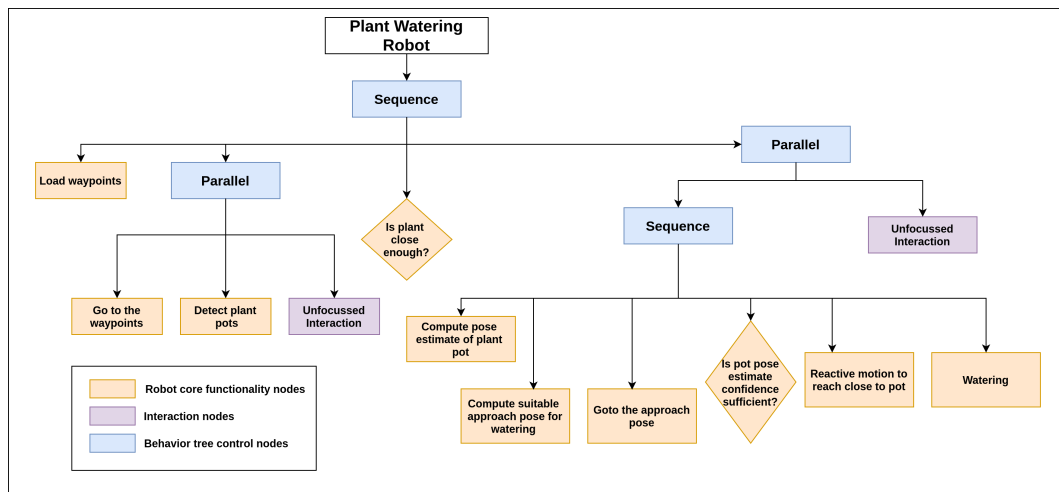 Plant Watering
Robot
Sequence
Parallel
Load waypoints
Parallel
Is plant
close
enough?
Sequence
Unfocussed
Interaction
Go to the
waypoints
Detect plant
pots
Unfocussed
Interaction
Compute pose
estimate of plant
pot
Compute suitable
approach pose for
watering
Goto the approach
pose
Is pot pose
estimate
confidence
sufficient?
Reactive motion to
reach close to pot
Watering
Robot core functionality nodes
Interaction nodes
Behavior tree control nodes